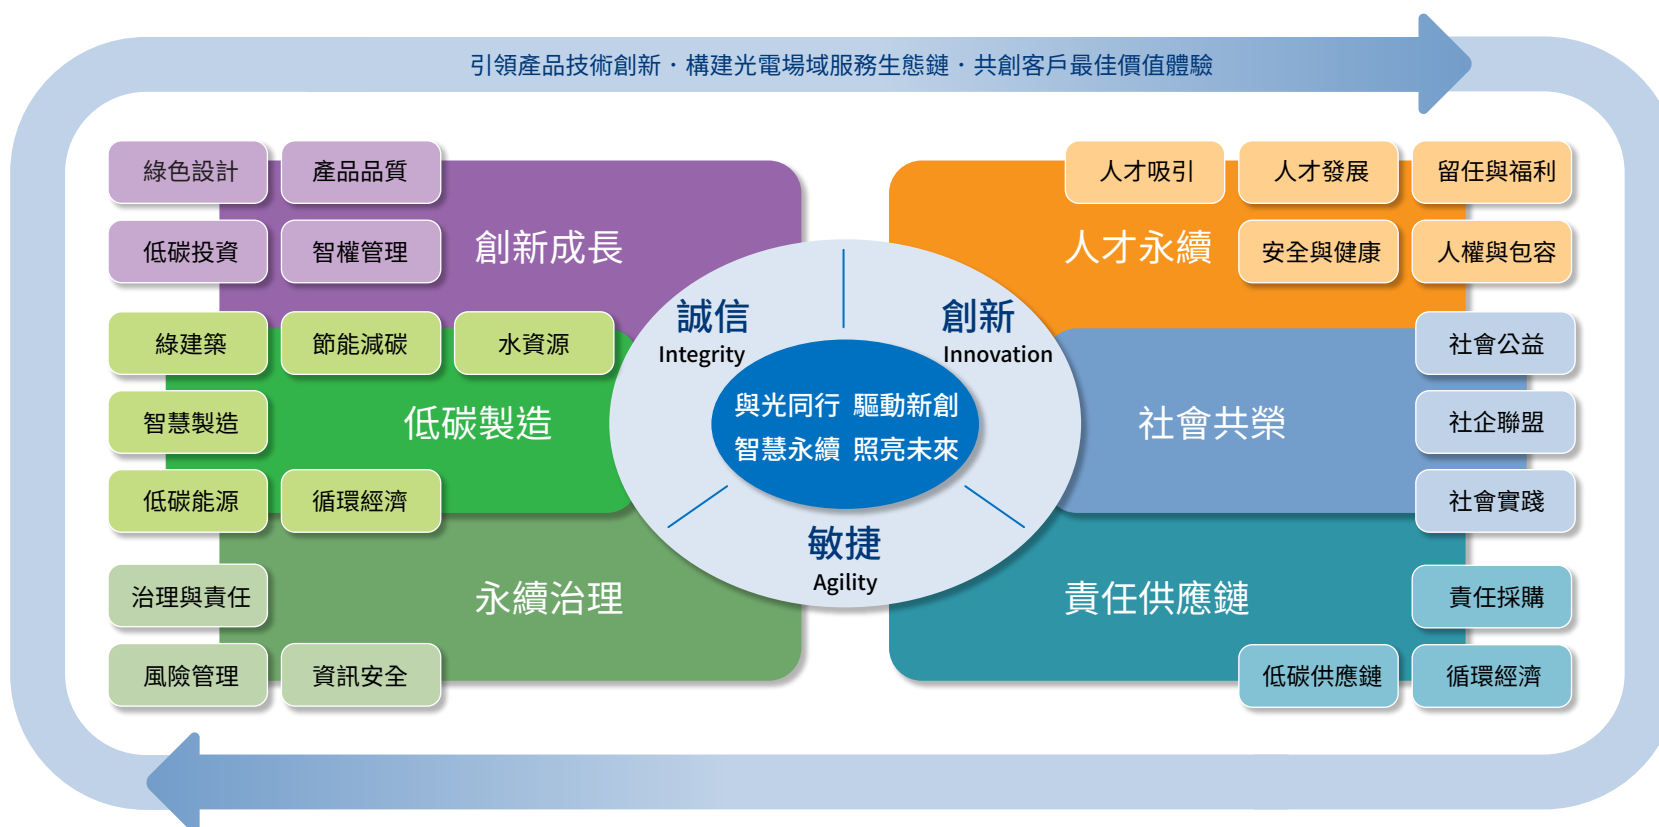 引領產品技術創新．構建光電場域服務生態鏈．共創客戶最佳價值體驗
綠色設計
產品品質
低碳投資
智權管理
創新成長
綠建築
節能減碳
水資源
智慧製造
低碳製造
低碳能源
循環經濟
治理與責任
永續治理
風險管理
資訊安全
誠信
Integrity
創新
Innovation
與光同行 驅動新創
智慧永續 照亮未來
敏捷
Agility
人才吸引
人才發展
留任與福利
人才永續
安全與健康
人權與包容
社會公益
社會共榮
社企聯盟
社會實踐
責任供應鏈
責任採購
低碳供應鏈
循環經濟